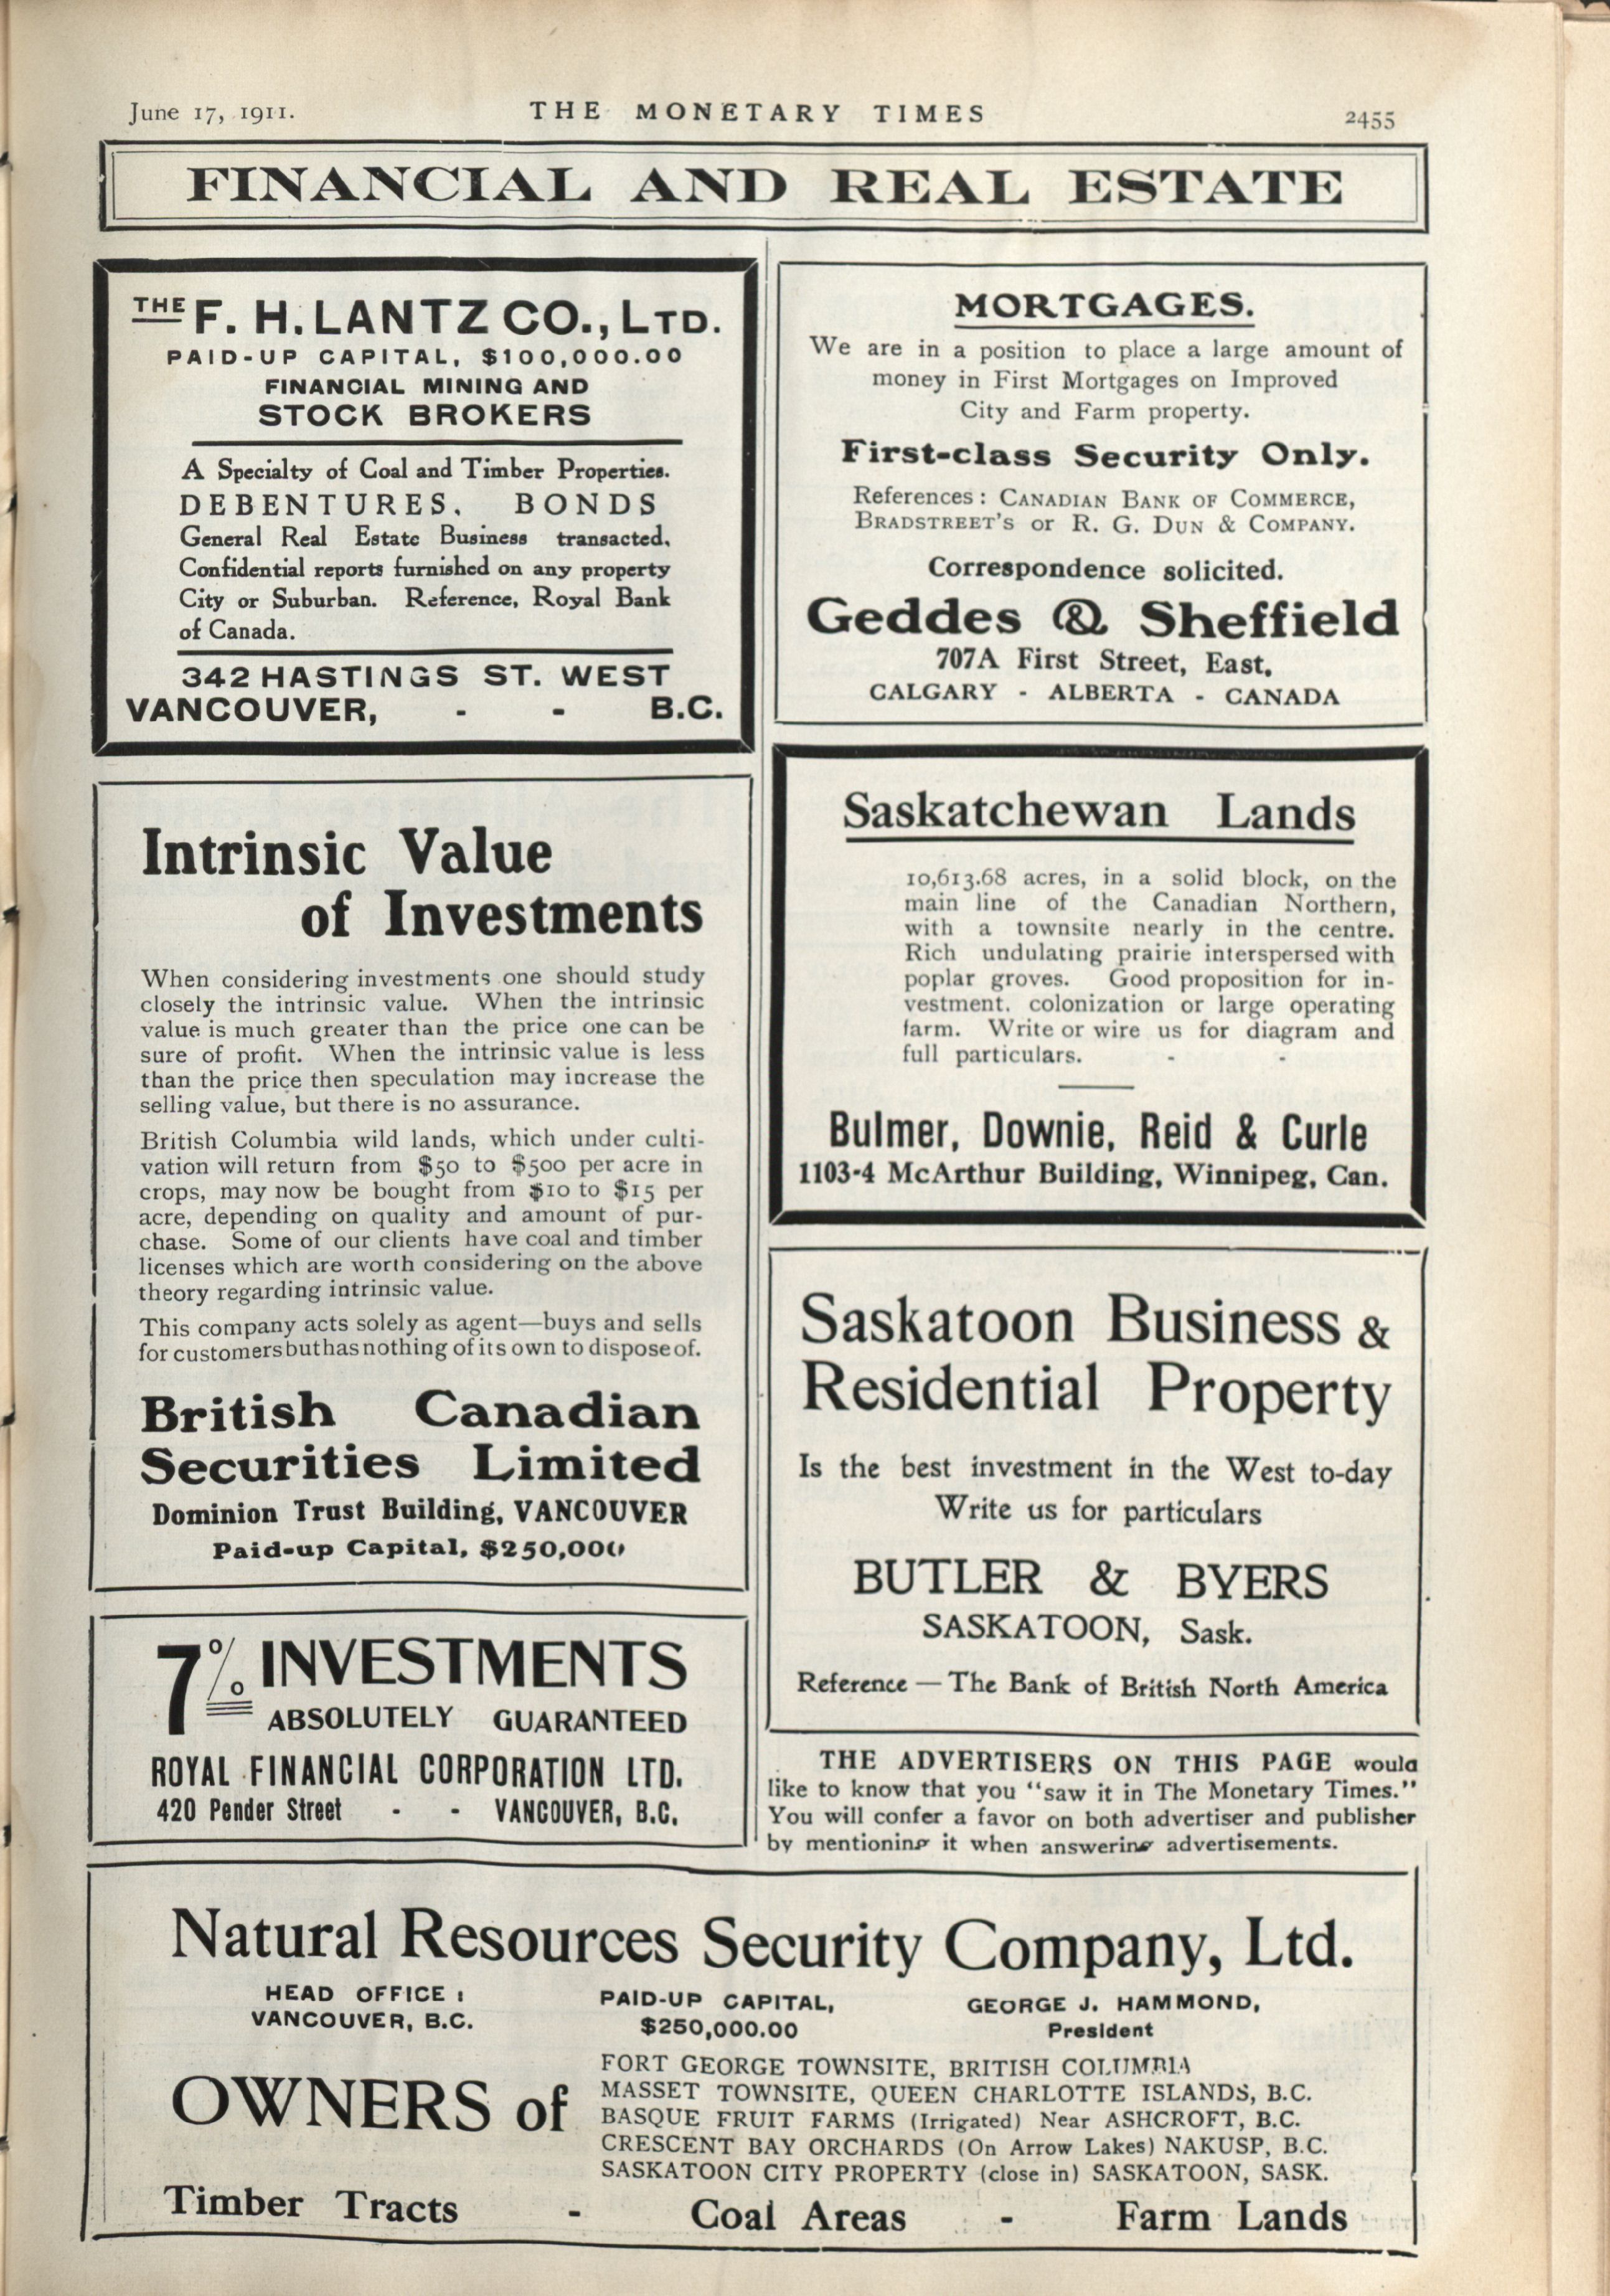 June 17, 1911.
THE MONETARY TIMES
2455
FINANCIAL AND REAL ESTATE
THE F. H. LANTZ CO., LTD.
PAID-UP CAPITAL, $100,000.00
FINANCIAL MINING AND
STOCK BROKERS
A Specialty of Coal and Timber Properties.
DEBENTURES, BONDS
General Real Estate Business transacted.
Confidential reports furnished on any property
City or Suburban. Reference, Royal Bank
of Canada.
342 HASTINGS ST. WEST
VANCOUVER, - - B.C.
Intrinsic Value
of Investments
When considering investments one should study
closely the intrinsic value. When the intrinsic
value is much greater than the price one can be
sure of profit. When the intrinsic value is less
than the price then speculation may increase the
selling value, but there is no assurance.
British Columbia wild lands, which under culti-
vation will return from $50 to $500 per acre in
crops, may now be bought from $10 to $15 per
acre, depending on quality and amount of pur-
chase. Some of our clients have coal and timber
licenses which are worth considering on the above
theory regarding intrinsic value.
This company acts solely as agent—buys and sells
for customers but has nothing of its own to dispose of.
British Canadian
Securities Limited
Dominion Trust Building, VANCOUVER
Paid-up Capital, $250,000
7% INVESTMENTS
ABSOLUTELY GUARANTEED
ROYAL FINANCIAL CORPORATION LTD.
420 Pender Street - - VANCOUVER, B.C.
MORTGAGES.
We are in a position to place a large amount of
money in First Mortgages on Improved
City and Farm property.
First-class Security Only.
References: CANADIAN BANK OF COMMERCE,
BRADSTREET'S or R. G. DUN & COMPANY.
Correspondence solicited.
Geddes & Sheffield
707A First Street, East,
CALGARY - ALBERTA - CANADA
Saskatchewan Lands
10,613.68 acres, in a solid block, on the
main line of the Canadian Northern,
with a townsite nearly in the centre.
Rich undulating prairie interspersed with
poplar groves. Good proposition for in-
vestment, colonization or large operating
farm. Write or wire us for diagram and
full particulars. - -
Bulmer, Downie, Reid & Curle
1103-4 McArthur Building, Winnipeg, Can.
Saskatoon Business &
Residential Property
Is the best investment in the West to-day
Write us for particulars
BUTLER & BYERS
SASKATOON, Sask.
Reference — The Bank of British North America
THE ADVERTISERS ON THIS PAGE would
like to know that you "saw it in The Monetary Times."
You will confer a favor on both advertiser and publisher
by mentioning it when answering advertisements.
Natural Resources Security Company, Ltd.
HEAD OFFICE:
VANCOUVER, B.C.
PAID-UP CAPITAL,
$250,000.00
GEORGE J. HAMMOND,
President
OWNERS of
FORT GEORGE TOWNSITE, BRITISH COLUMBIA
MASSET TOWNSITE, QUEEN CHARLOTTE ISLANDS, B.C.
BASQUE FRUIT FARMS (Irrigated) Near ASHCROFT, B.C.
CRESCENT BAY ORCHARDS (On Arrow Lakes) NAKUSP, B.C.
SASKATOON CITY PROPERTY (close in) SASKATOON, SASK.
Timber Tracts - Coal Areas - Farm Lands